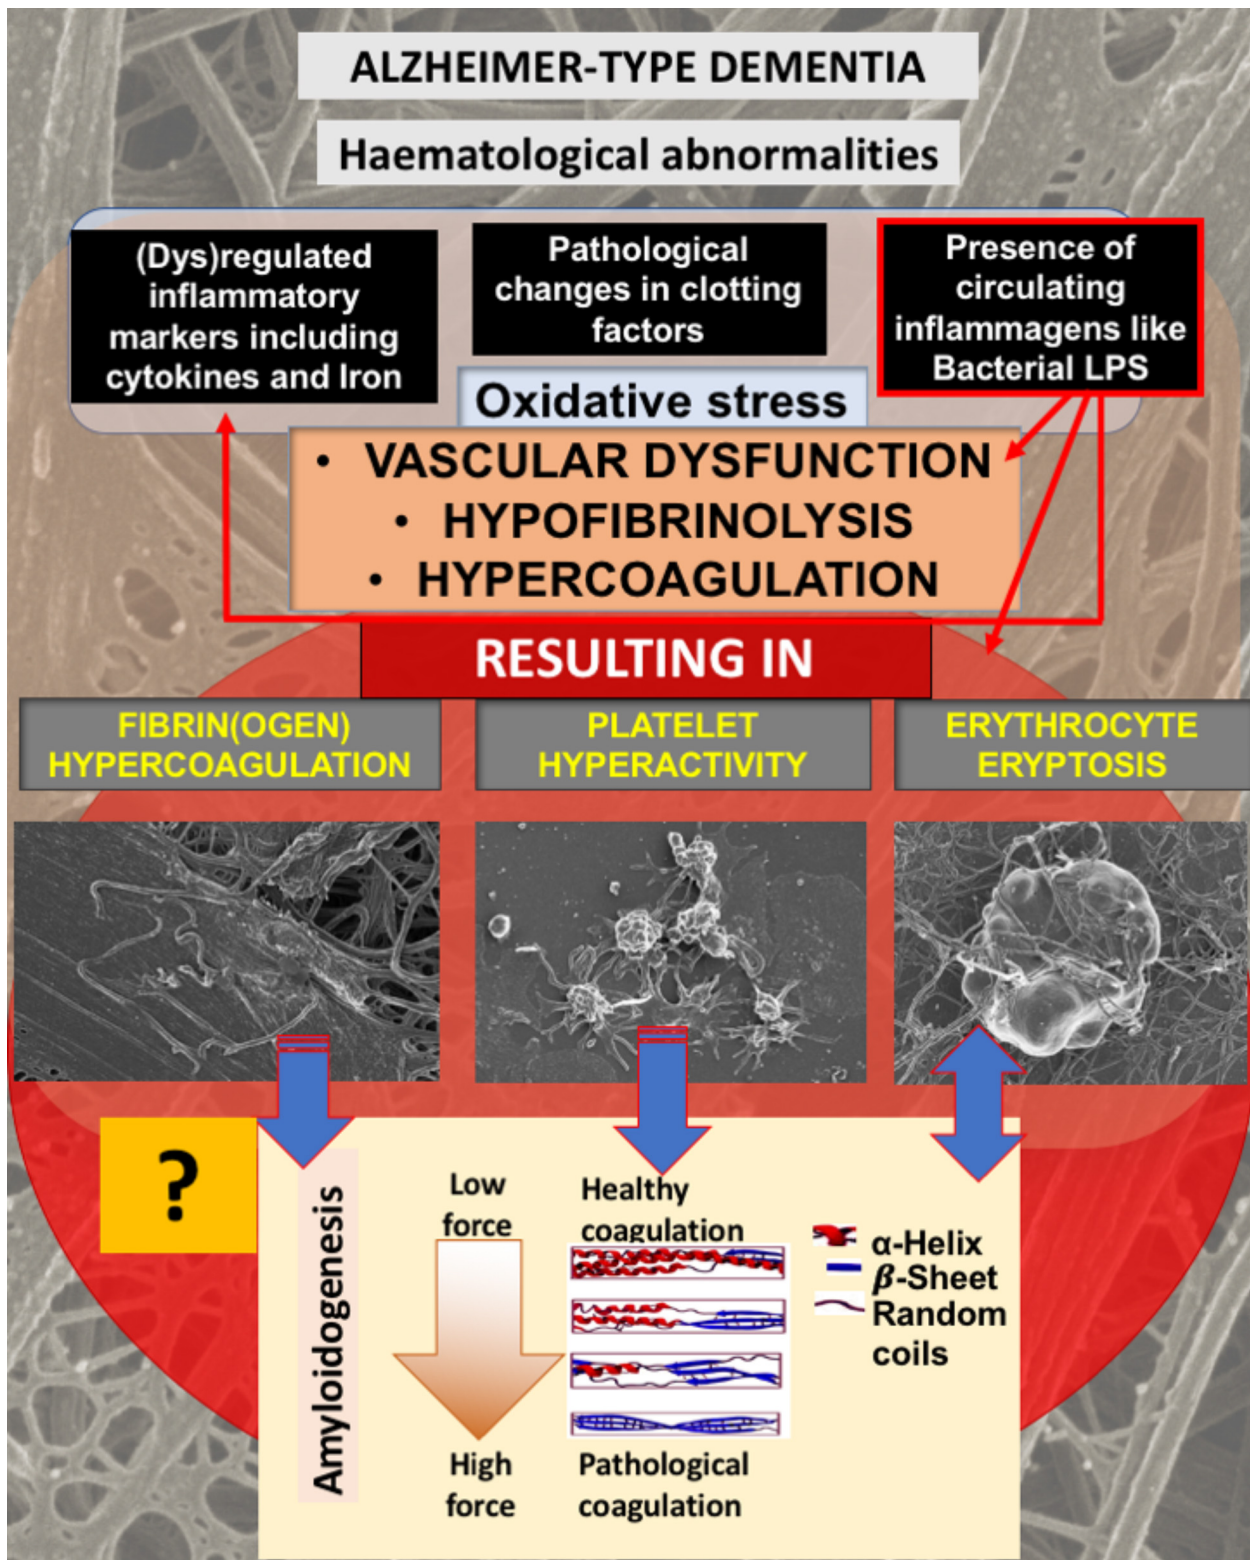 ALZHEIMER-TYPE DEMENTIA
Haematological abnormalities
(Dys)regulated
inflammatory
markers including
cytokines and Iron
Pathological
changes in clotting
factors
Presence of
circulating
inflammagens like
Bacterial LPS
Oxidative stress
• VASCULAR DYSFUNCTION
• HYPOFIBRINOLYSIS
• HYPERCOAGULATION
RESULTING IN
FIBRIN(OGEN)
HYPERCOAGULATION
PLATELET
HYPERACTIVITY
ERYTHROCYTE
ERYPTOSIS
?
Amyloidogenesis
Low
force
High
force
Healthy
coagulation
Pathological
coagulation
α-Helix
β-Sheet
Random
coils